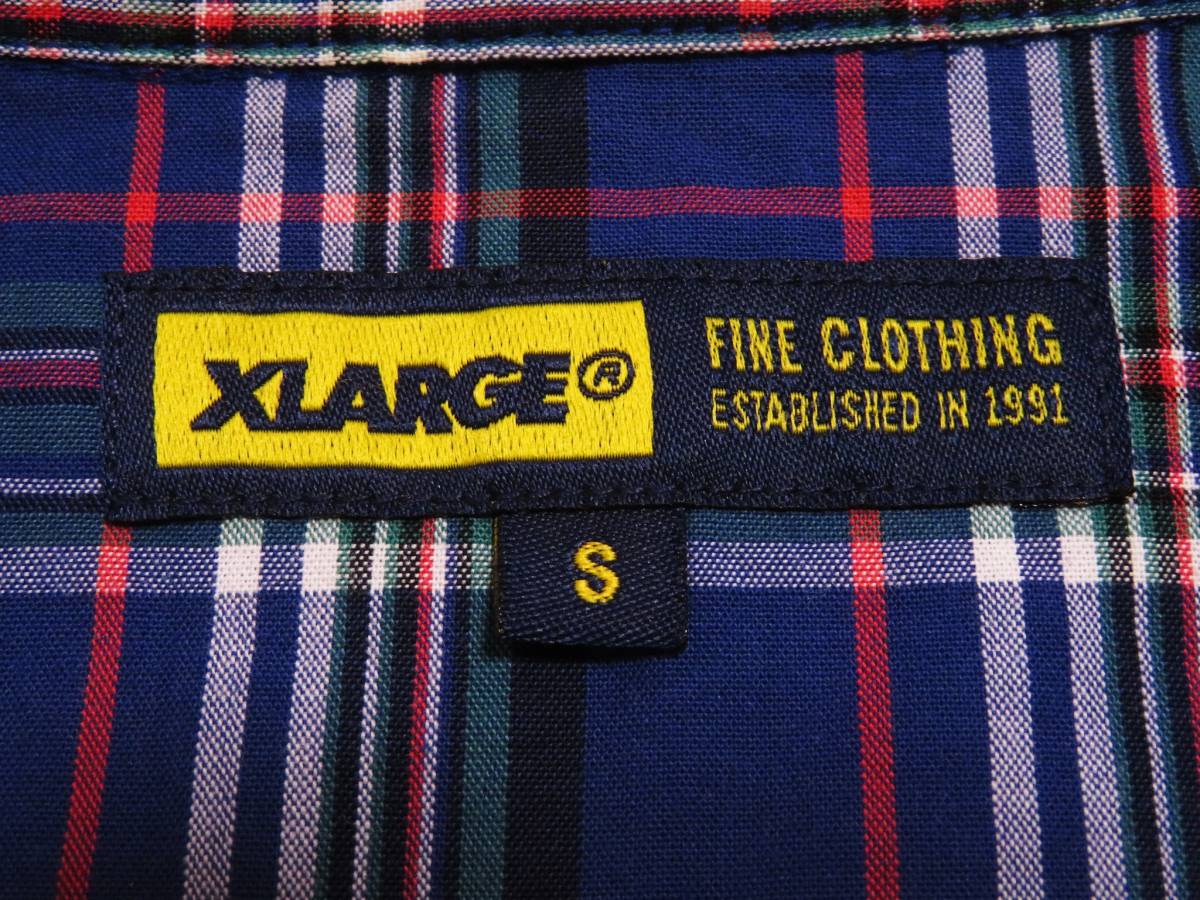 XLARGE®
FINE CLOTHING
ESTABLISHED IN 1991
S